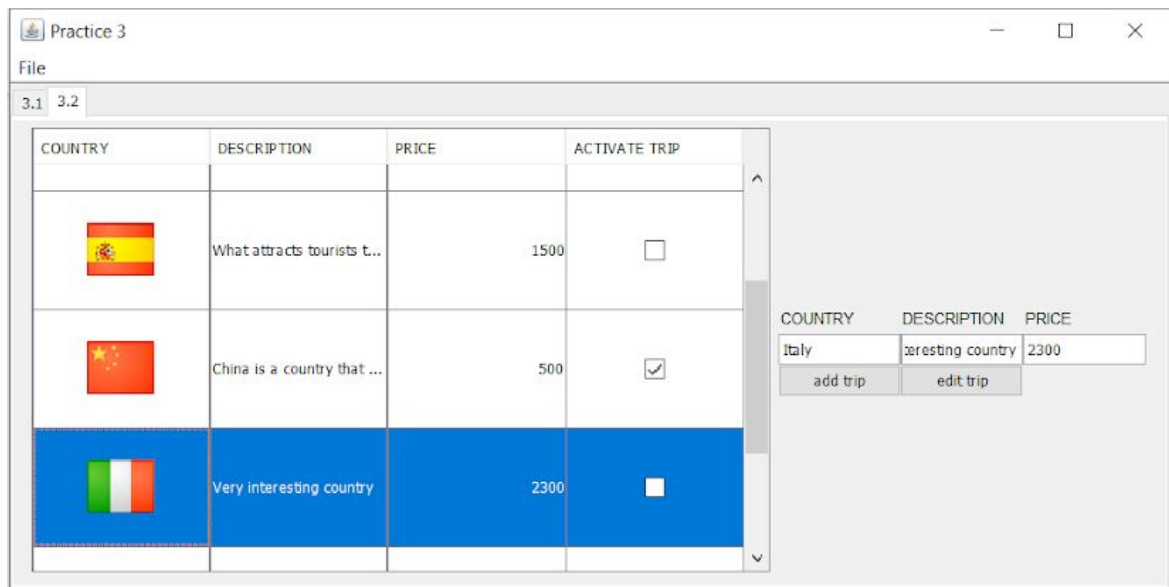 Practice 3
File
3.1 3.2
COUNTRY DESCRIPTION PRICE ACTIVATE TRIP
What attracts tourists t... 1500
China is a country that ... 500
Very interesting country 2300
COUNTRY DESCRIPTION PRICE
Italy teresting country 2300
add trip edit trip